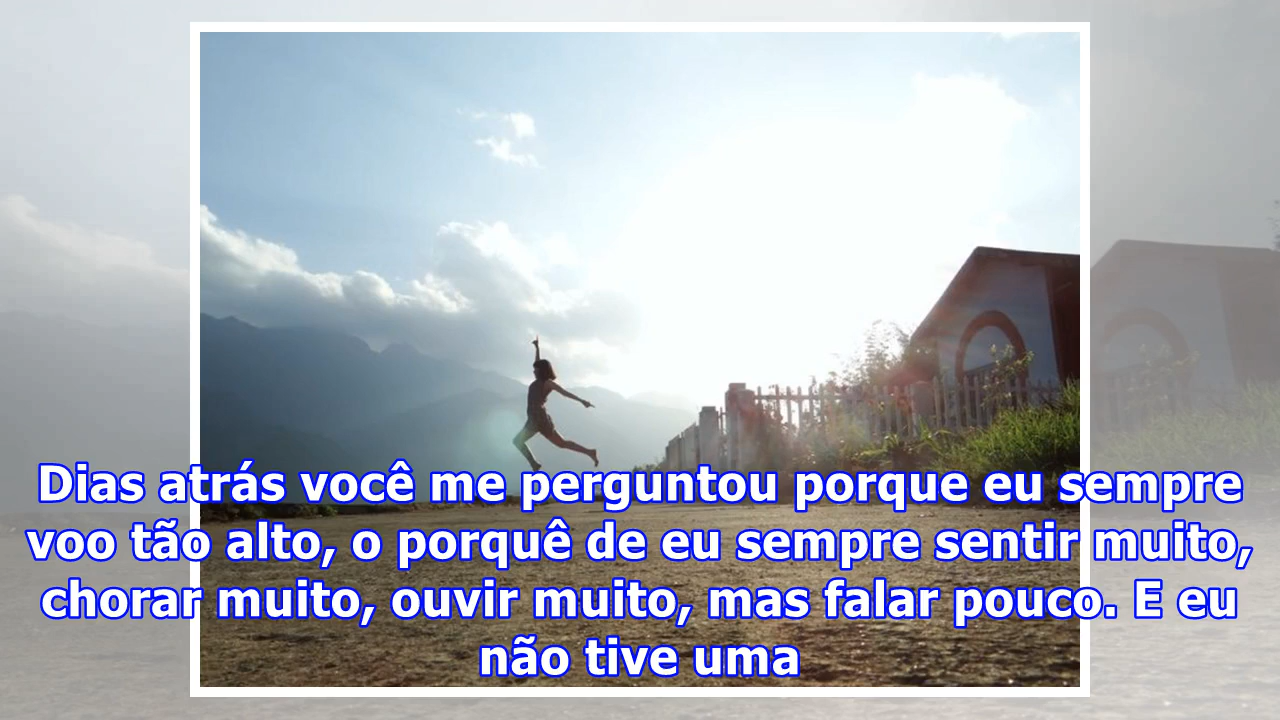 Dias atrás você me perguntou porque eu sempre
voo tão alto, o porquê de eu sempre sentir muito,
chorar muito, ouvir muito, mas falar pouco. E eu
não tive uma